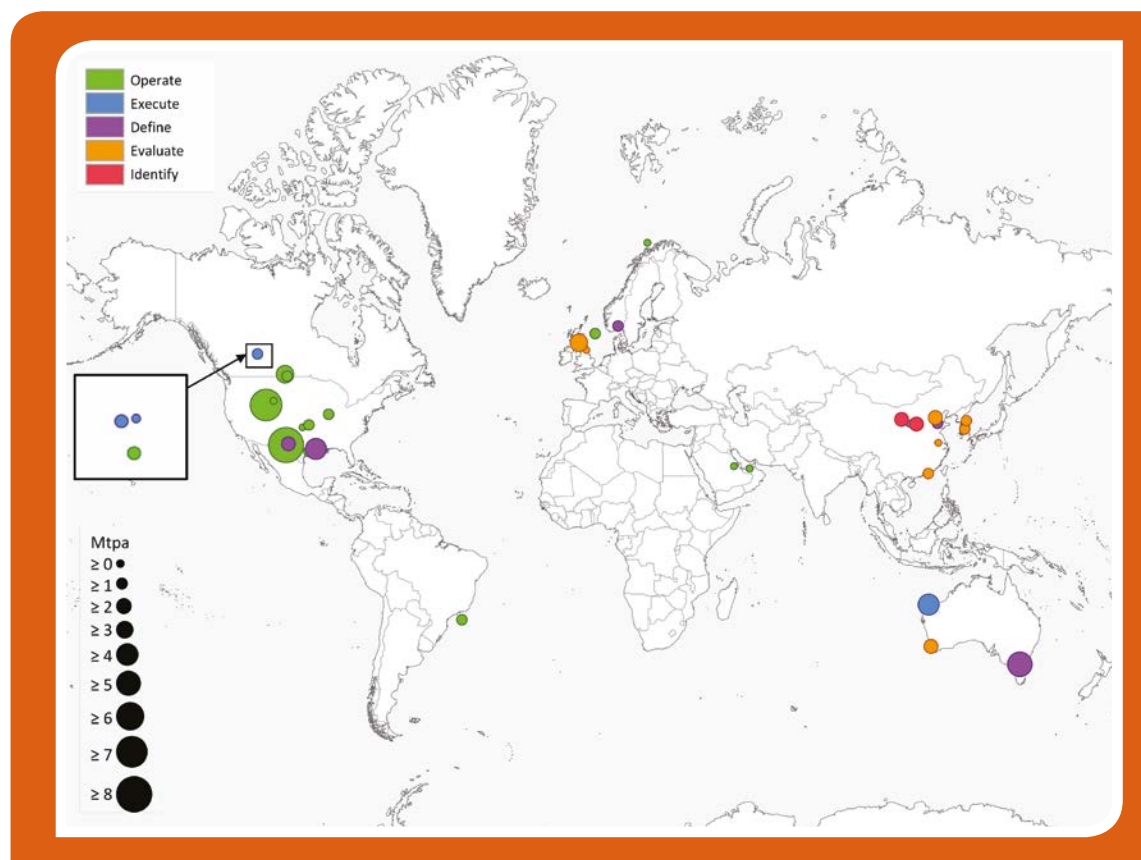 Operate
Execute
Define
Evaluate
Identify
Mtpa
≥ 0
≥ 1
≥ 2
≥ 3
≥ 4
≥ 5
≥ 6
≥ 7
≥ 8